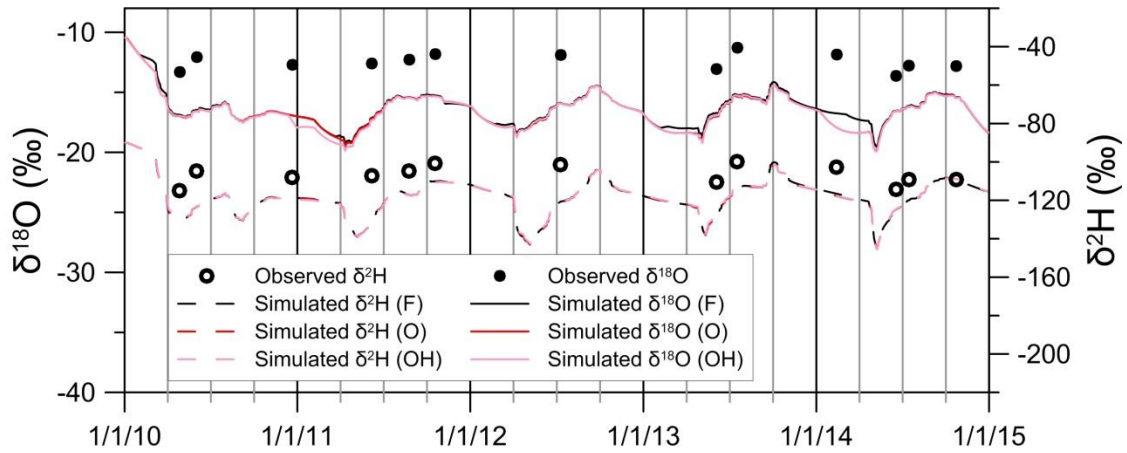 -10
-20
-30
-40
δ¹⁸O (‰)
-40
-80
-120
-160
-200
δ²H (‰)
Observed δ²H
Observed δ¹⁸O
Simulated δ²H (F)
Simulated δ¹⁸O (F)
Simulated δ²H (O)
Simulated δ¹⁸O (O)
Simulated δ²H (OH)
Simulated δ¹⁸O (OH)
1/1/10
1/1/11
1/1/12
1/1/13
1/1/14
1/1/15